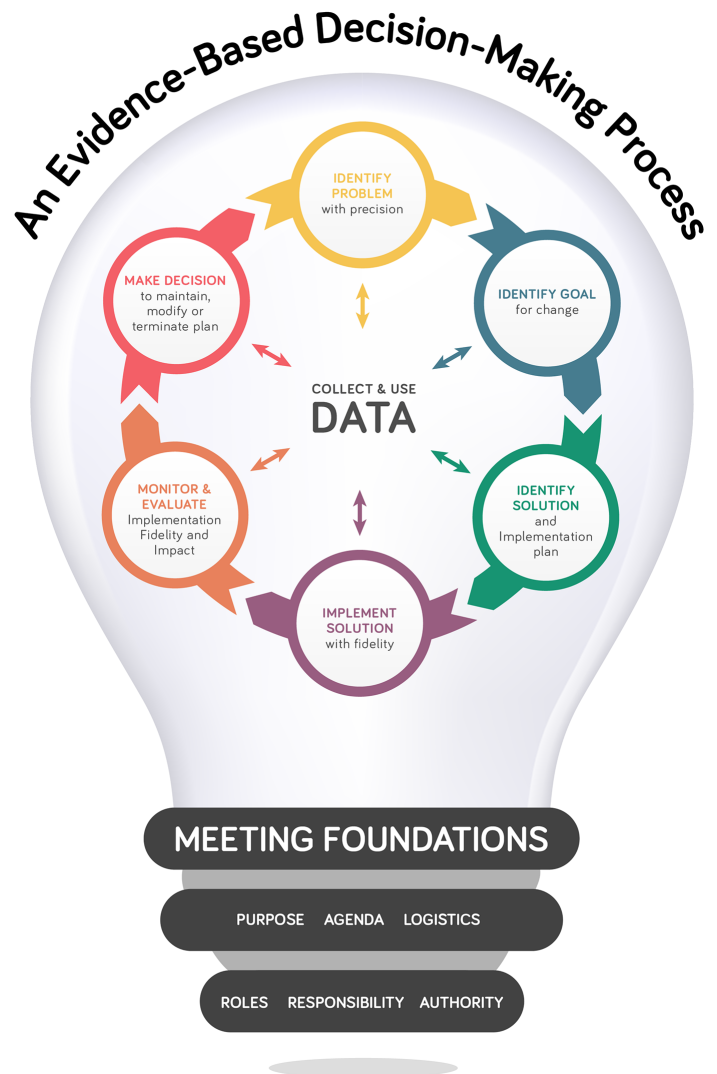 An Evidence-Based Decision-Making Process
IDENTIFY
PROBLEM
with precision
IDENTIFY GOAL
for change
IDENTIFY
SOLUTION
and
Implementation
plan
IMPLEMENT
SOLUTION
with fidelity
MONITOR &
EVALUATE
Implementation
Fidelity and
Impact
MAKE DECISION
to maintain,
modify or
terminate plan
COLLECT & USE
DATA
MEETING FOUNDATIONS
PURPOSE AGENDA LOGISTICS
ROLES RESPONSIBILITY AUTHORITY